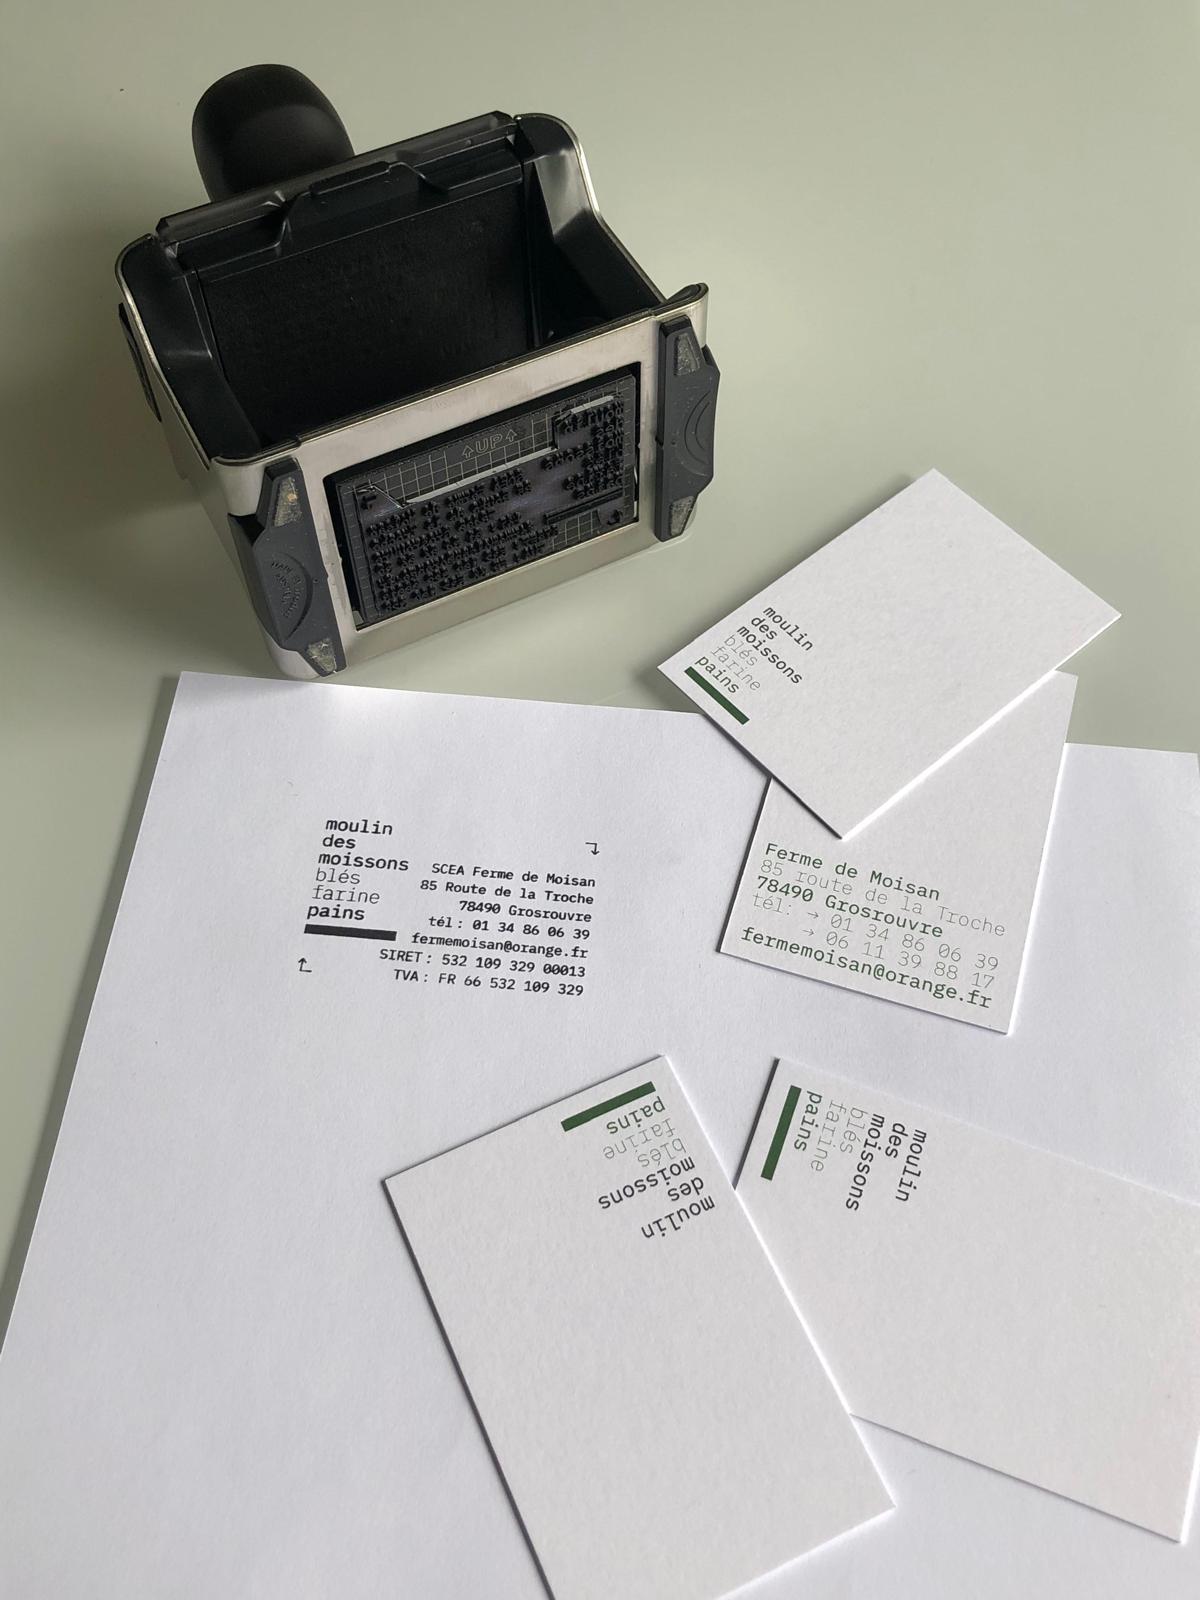 ↑UP↑
moulin
des
moissons
blés
farine
pains
moulin
des
moissons
blés
farine
pains
SCEA Ferme de Moisan
85 Route de la Troche
78490 Grosrouvre
tél: 01 34 86 06 39
fermemoisan@orange.fr
SIRET: 532 109 329 00013
TVA: FR 66 532 109 329
Ferme de Moisan
85 route de la Troche
78490 Grosrouvre
tél: → 01 34 86 06 39
→ 06 11 39 88 17
fermemoisan@orange.fr
moulin
des
moissons
blés
farine
pains
moulin
des
moissons
blés
farine
pains